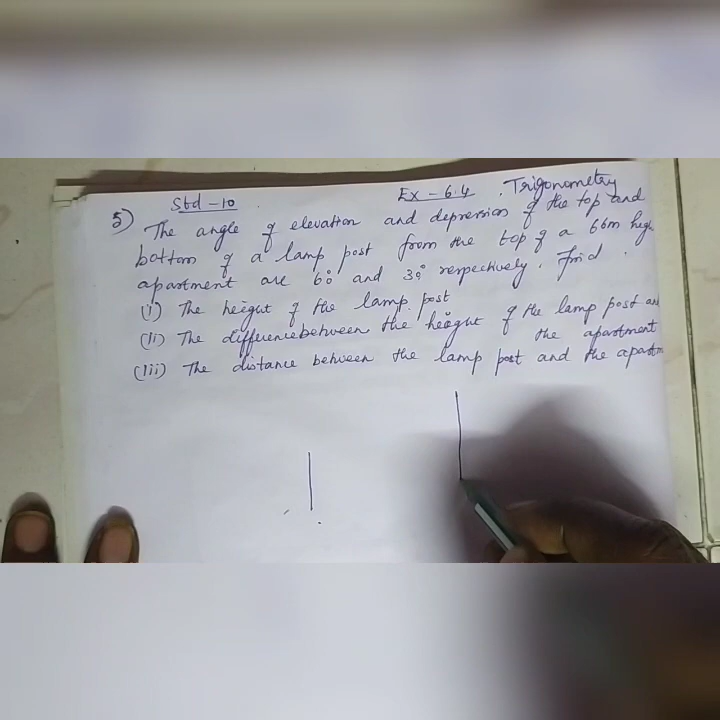 Std - 10 Ex - 6.4 Trigonometry
5) The angle of elevation and depression of the top and
bottom of a lamp post from the top of a 66m high
apartment are 60° and 30° respectively. Find
(i) The height of the lamp post
(ii) The difference between the height of the lamp post and
the apartment
(iii) The distance between the lamp post and the apartm